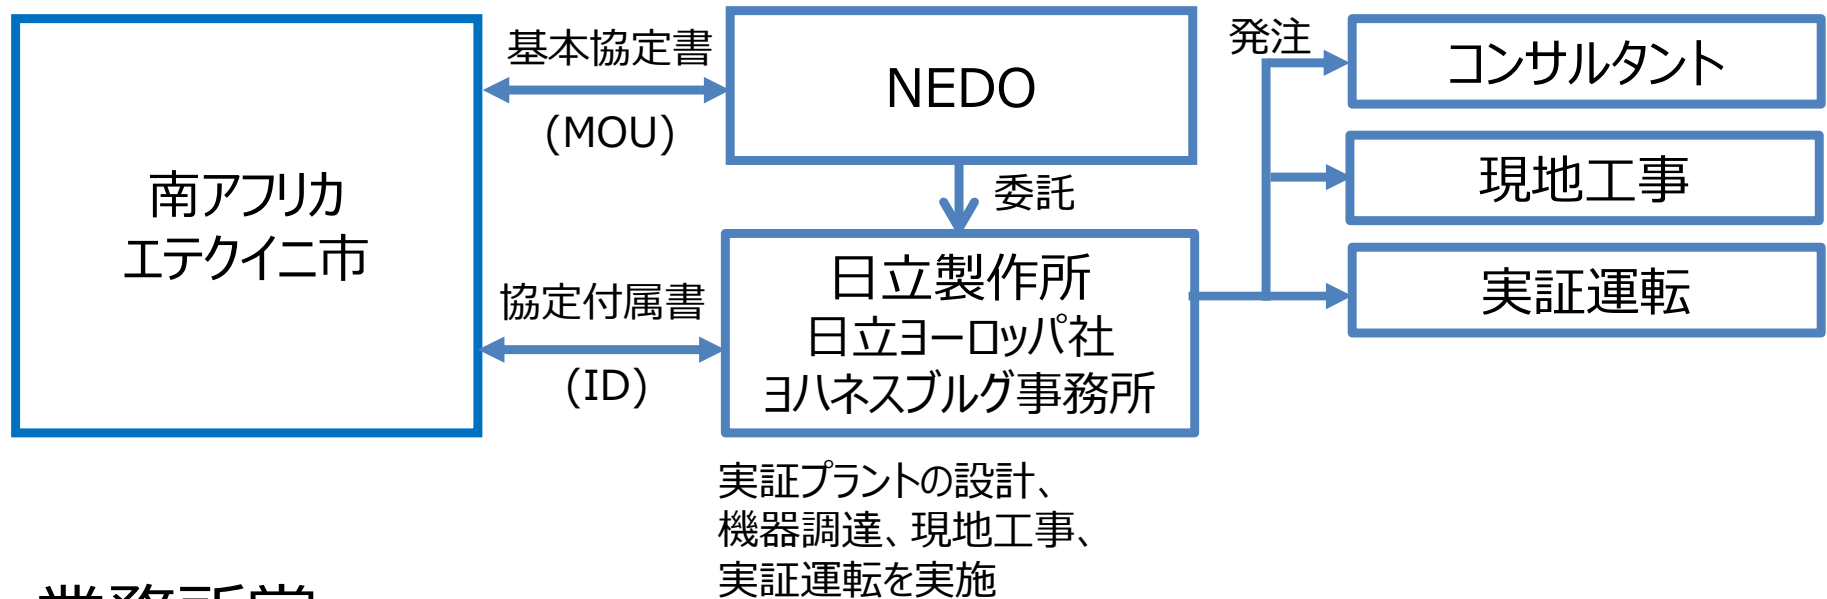 南アフリカ
エテクイニ市
基本協定書
(MOU)
協定付属書
(ID)
NEDO
委託
日立製作所
日立ヨーロッパ社
ヨハネスブルグ事務所
実証プラントの設計、
機器調達、現地工事、
実証運転を実施
発注
コンサルタント
現地工事
実証運転